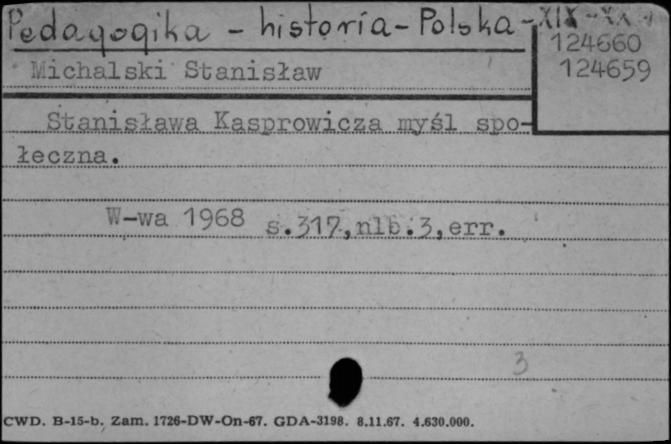 Pedagogika - historia - Polska - XIX-XX w
124660
Michalski Stanisław
124659
Stanisława Kasprowicza myśl spo-
łeczna.
W-wa 1968 s.317,nlb.3,err.
3
CWD. B-15-b, Zam. 1726-DW-On-67. GDA-3198. 8.11.67. 4.630.000.